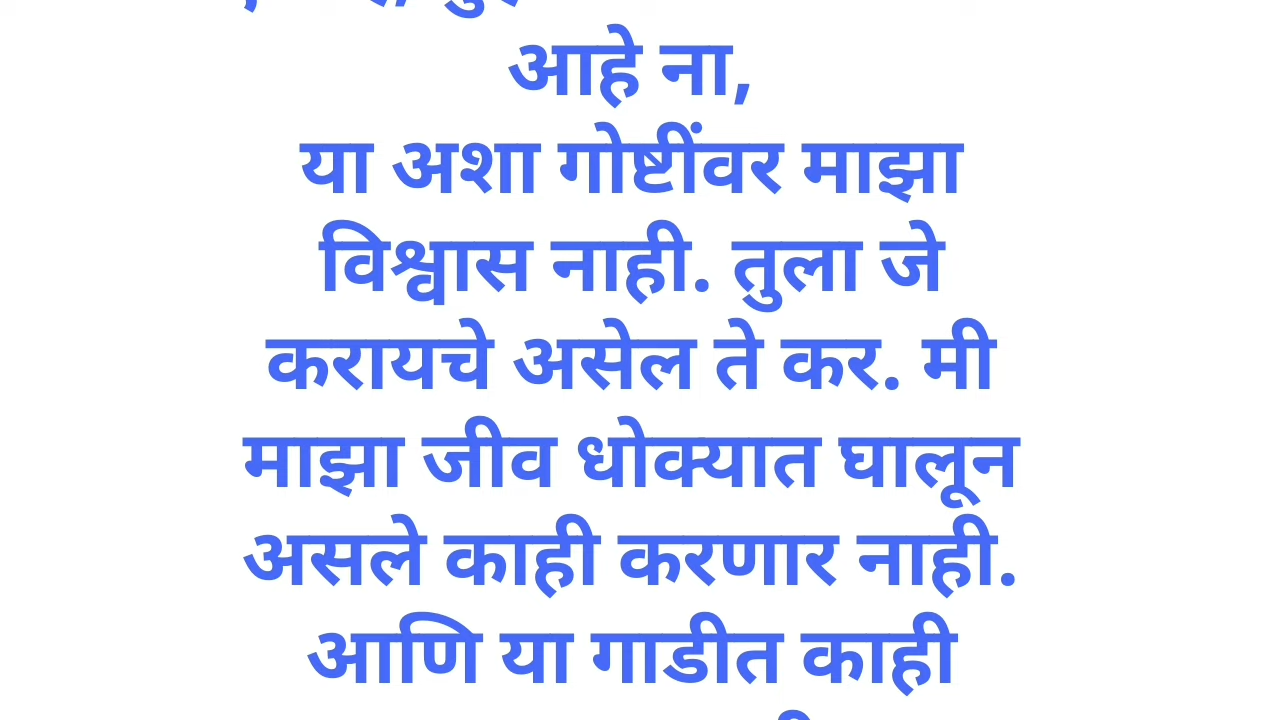 आहे ना,
या अशा गोष्टींवर माझा
विश्वास नाही. तुला जे
करायचे असेल ते कर. मी
माझा जीव धोक्यात घालून
असले काही करणार नाही.
आणि या गाडीत काही